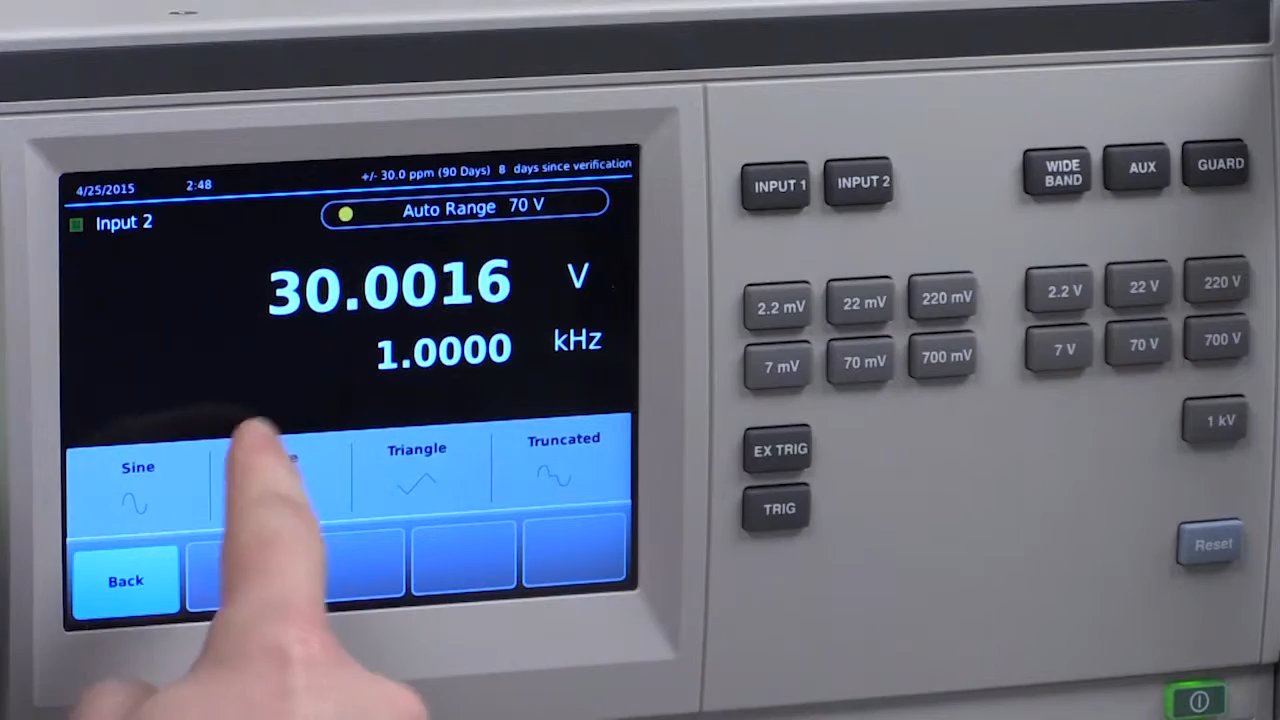 4/25/2015 2:48 +/- 30.0 ppm (90 Days) 8 days since verification
Input 2 Auto Range 70 V
30.0016 V
1.0000 kHz
Sine Triangle Truncated
Back
INPUT 1 INPUT 2
WIDE BAND AUX GUARD
2.2 mV 22 mV 220 mV
2.2 V 22 V 220 V
7 mV 70 mV 700 mV
7 V 70 V 700 V
1 kV
EX TRIG
TRIG
Reset